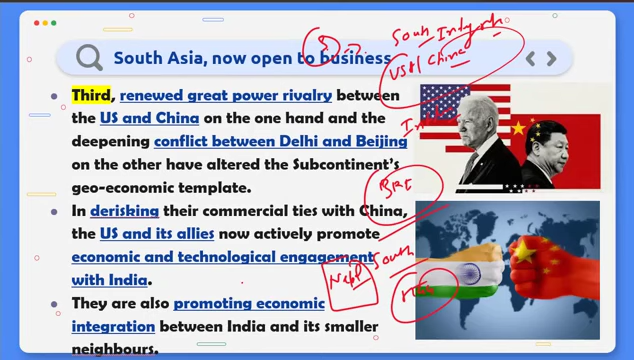 South Asia, now open to business
Third, renewed great power rivalry between
the US and China on the one hand and the
deepening conflict between Delhi and Beijing
on the other have altered the Subcontinent's
geo-economic template.
In derisking their commercial ties with China,
the US and its allies now actively promote
economic and technological engagement
with India.
They are also promoting economic
integration between India and its smaller
neighbours.
South
US China
BRI
South